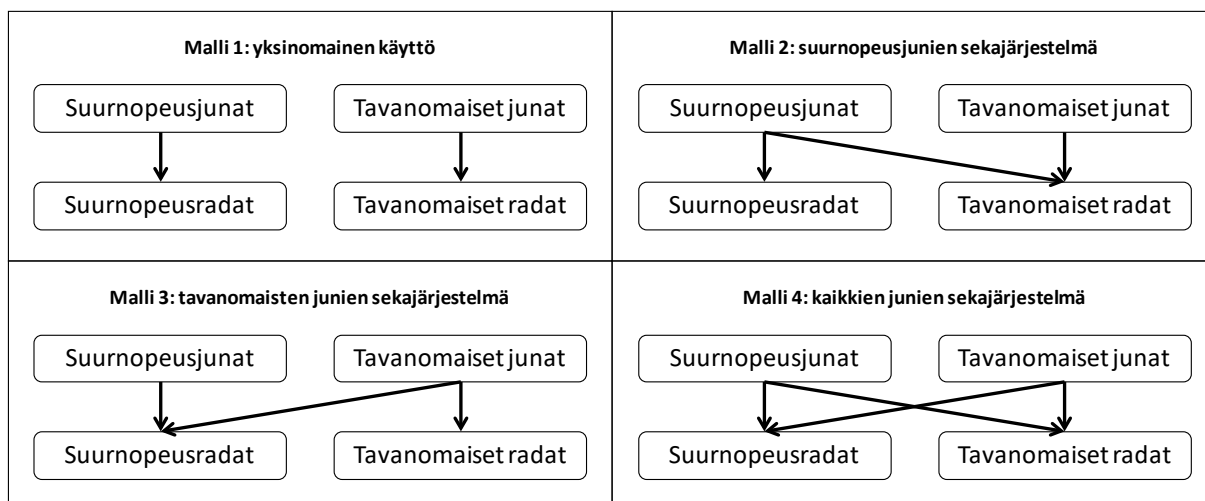 Malli 1: yksinomainen käyttö
Suurnopeusjunat
Tavanomaiset junat
Suurnopeusradat
Tavanomaiset radat
Malli 2: suurnopeusjunien sekajärjestelmä
Suurnopeusjunat
Tavanomaiset junat
Suurnopeusradat
Tavanomaiset radat
Malli 3: tavanomaisten junien sekajärjestelmä
Suurnopeusjunat
Tavanomaiset junat
Suurnopeusradat
Tavanomaiset radat
Malli 4: kaikkien junien sekajärjestelmä
Suurnopeusjunat
Tavanomaiset junat
Suurnopeusradat
Tavanomaiset radat